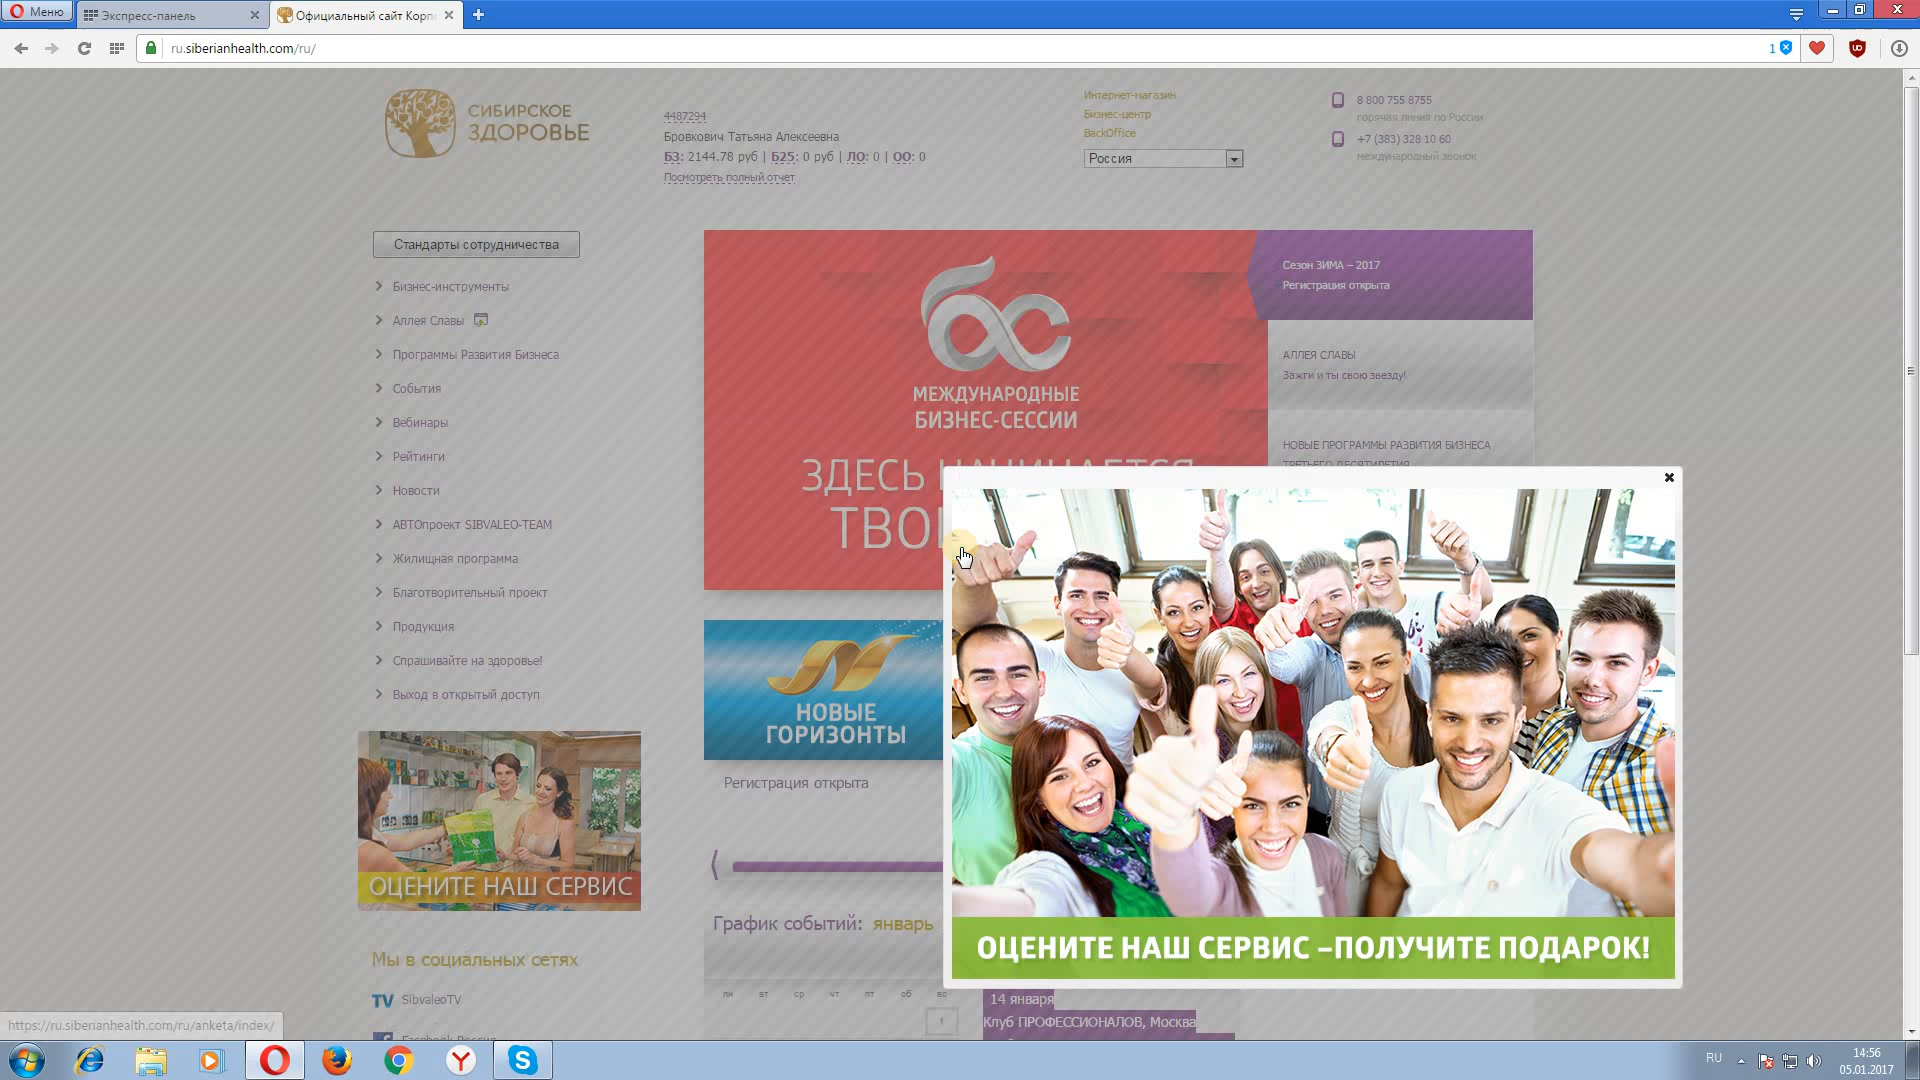 Меню
Экспресс-панель
Официальный сайт Корп
ru.siberianhealth.com/ru/
1
СИБИРСКОЕ
ЗДОРОВЬЕ
4487294
Бровкович Татьяна Алексеевна
БЗ: 2144.78 руб | Б25: 0 руб | ЛО: 0 | ОО: 0
Посмотреть полный отчет
Интернет-магазин
Бизнес-центр
BackOffice
Россия
8 800 755 8755
горячая линия по России
+7 (383) 328 10 60
международный звонок
Стандарты сотрудничества
Бизнес-инструменты
Аллея Славы
Программы Развития Бизнеса
События
Вебинары
Рейтинги
Новости
АВТОпроект SIBVALEO-TEAM
Жилищная программа
Благотворительный проект
Продукция
Спрашивайте на здоровье!
Выход в открытый доступ
ОЦЕНИТЕ НАШ СЕРВИС
Мы в социальных сетях
TV SibvaleoTV
Facebook Россия
бс
МЕЖДУНАРОДНЫЕ
БИЗНЕС-СЕССИИ
ЗДЕСЬ НАЧИНАЕТСЯ
ТВО
Сезон ЗИМА – 2017
Регистрация открыта
АЛЛЕЯ СЛАВЫ
Зажги и ты свою звезду!
НОВЫЕ ПРОГРАММЫ РАЗВИТИЯ БИЗНЕСА
ТРЕТЬЕГО ДЕСЯТИЛЕТИЯ
НОВЫЕ
ГОРИЗОНТЫ
Регистрация открыта
График событий: январь
пн вт ср чт пт сб вс
1
ОЦЕНИТЕ НАШ СЕРВИС –ПОЛУЧИТЕ ПОДАРОК!
14 января
Клуб ПРОФЕССИОНАЛОВ, Москва
https://ru.siberianhealth.com/ru/anketa/index/
RU
14:56
05.01.2017